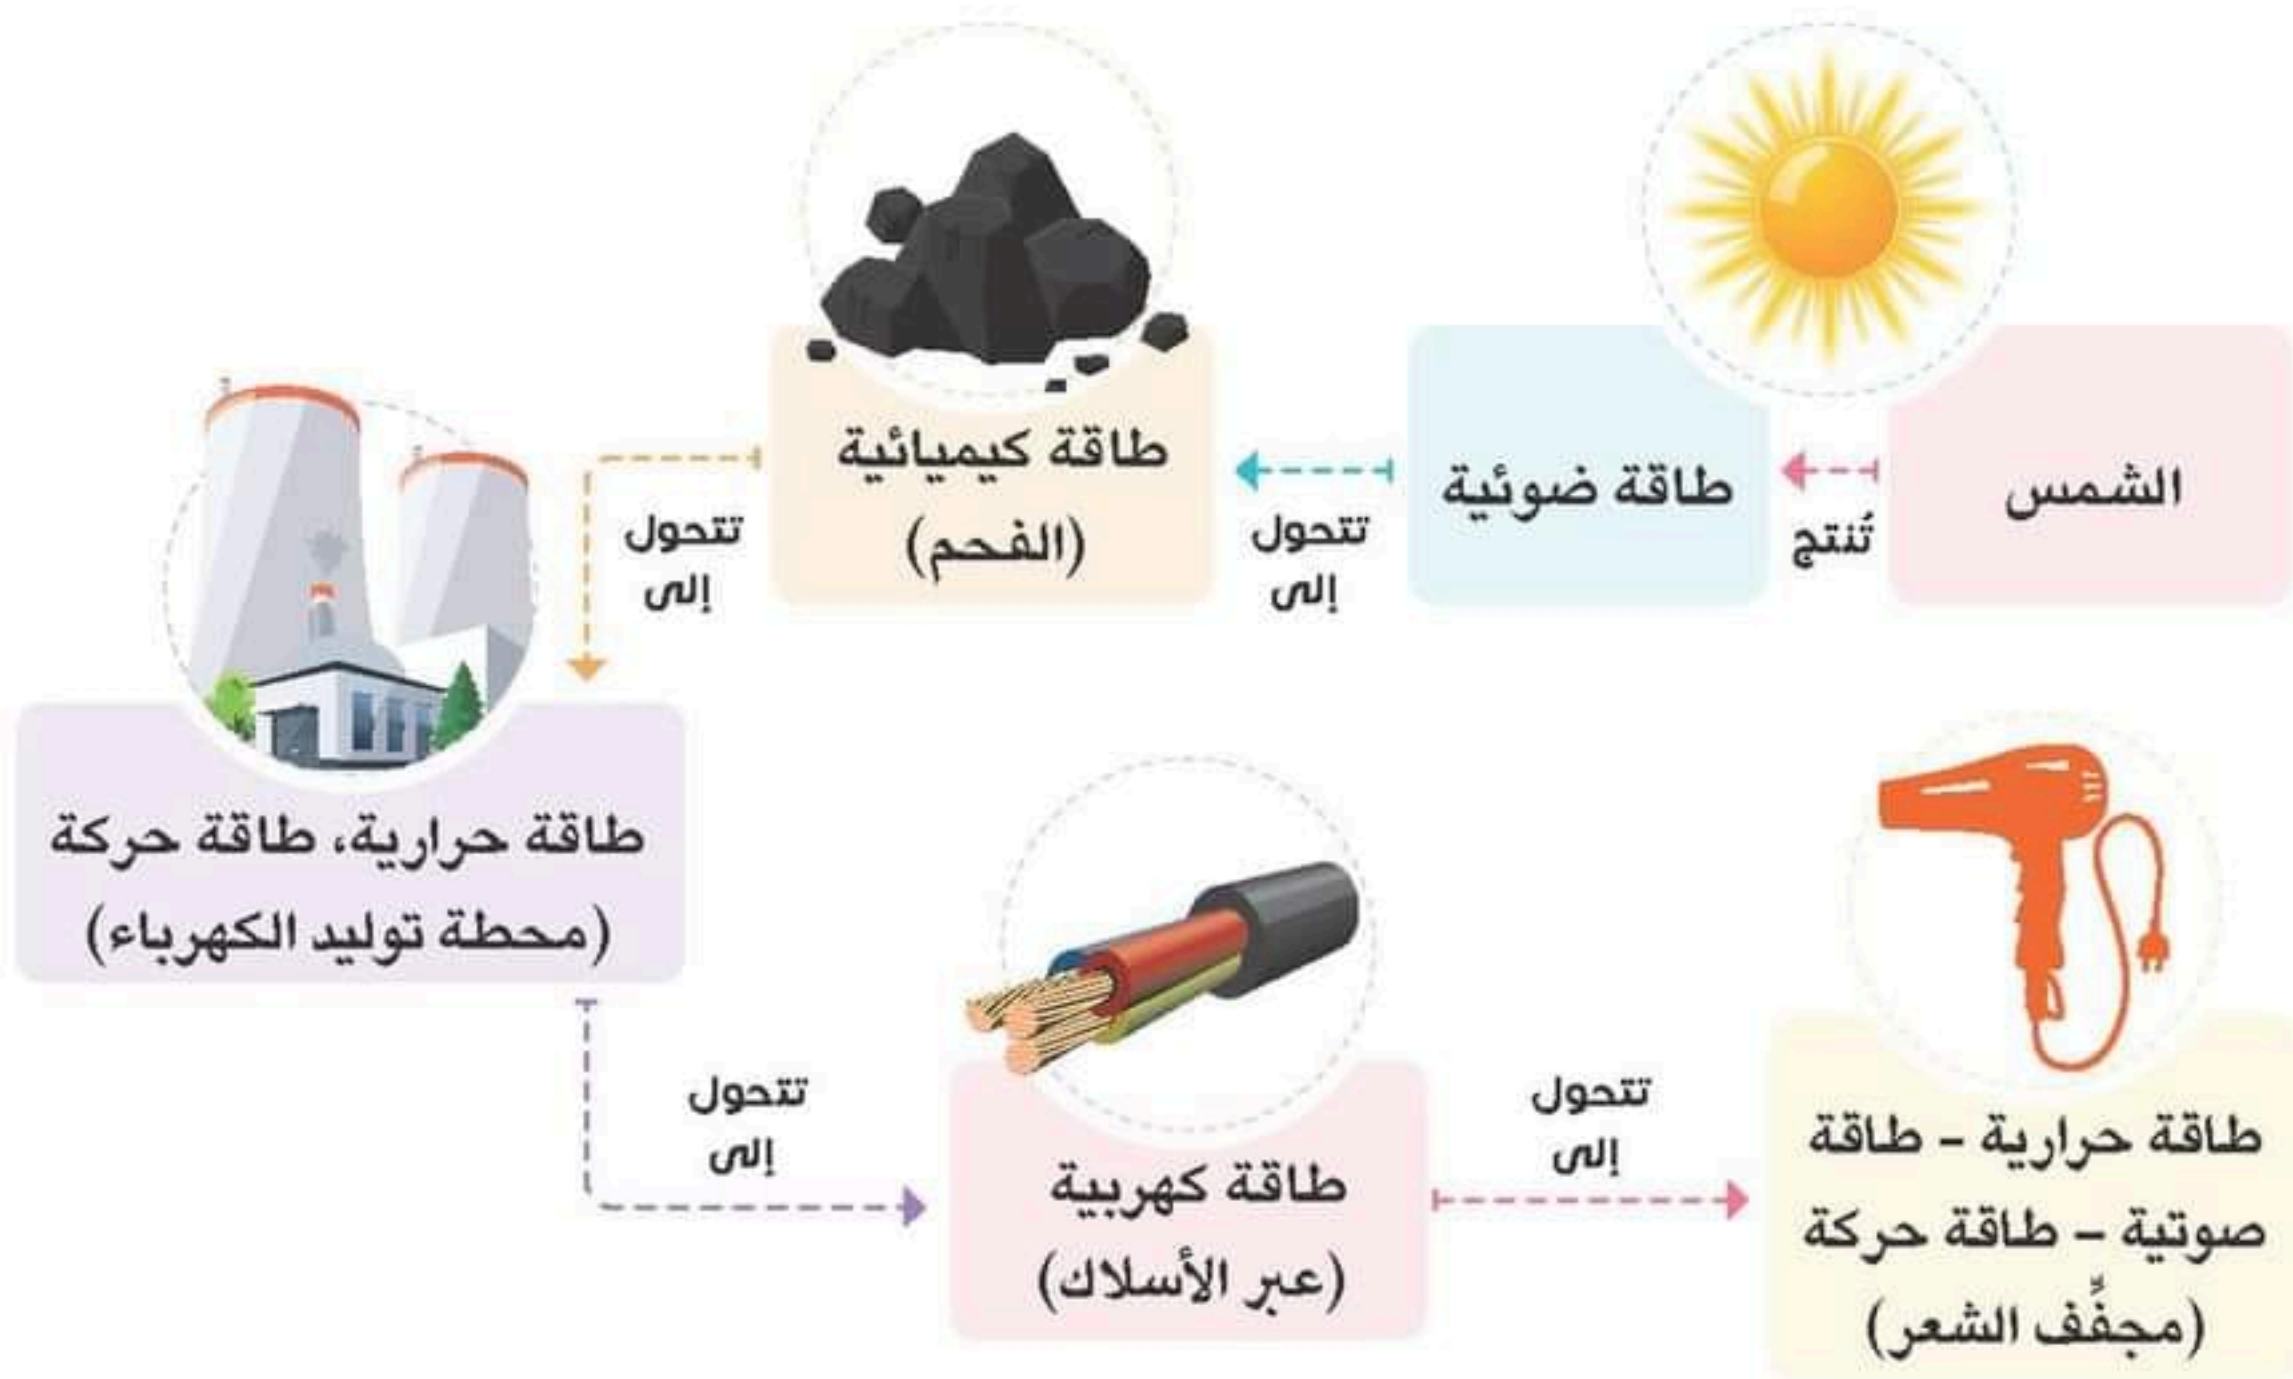 الشمس
تُنتج
طاقة ضوئية
تتحول
إلى
طاقة كيميائية
(الفحم)
تتحول
إلى
طاقة حرارية، طاقة حركة
(محطة توليد الكهرباء)
تتحول
إلى
طاقة كهربية
(عبر الأسلاك)
تتحول
إلى
طاقة حرارية – طاقة
صوتية – طاقة حركة
(مجفِّف الشعر)